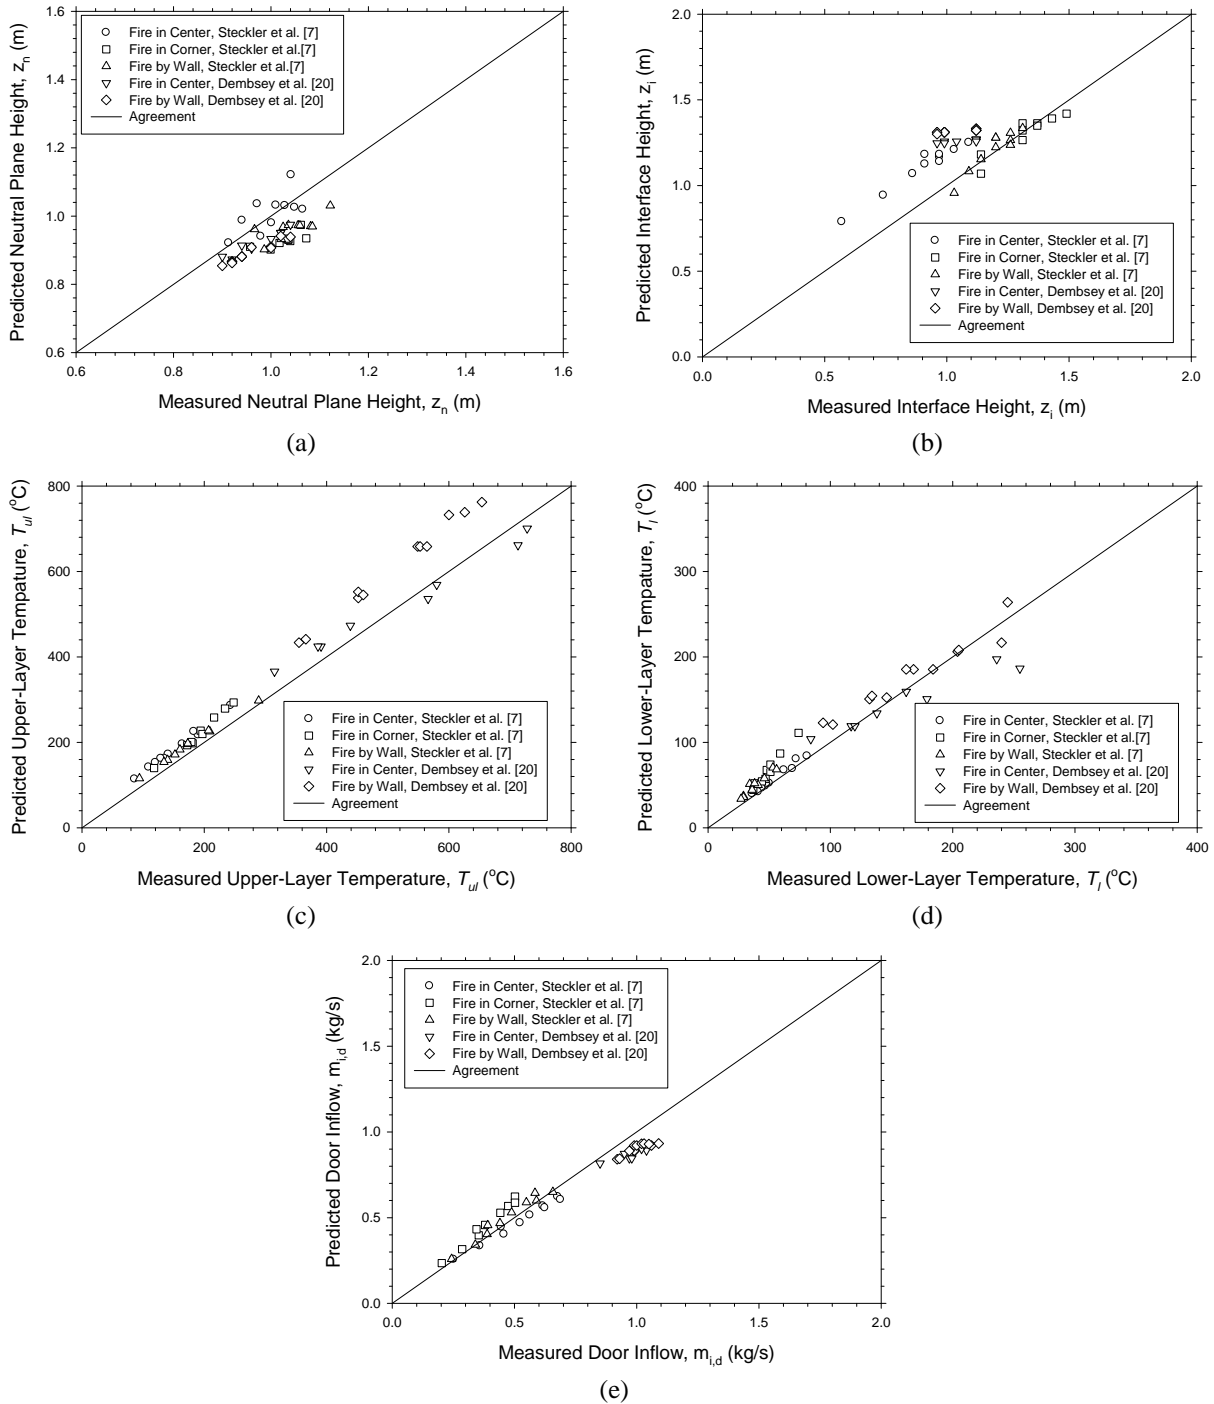 Predicted Neutral Plane Height, zn (m)
1.6
1.4
1.2
1.0
0.8
0.6
Fire in Center, Steckler et al. [7]
Fire in Corner, Steckler et al.[7]
Fire by Wall, Steckler et al.[7]
Fire in Center, Dembsey et al. [20]
Fire by Wall, Dembsey et al. [20]
Agreement
0.6 0.8 1.0 1.2 1.4 1.6
Measured Neutral Plane Height, zn (m)
(a)
Predicted Interface Height, zi (m)
2.0
1.5
1.0
0.5
0.0
Fire in Center, Steckler et al. [7]
Fire in Corner, Steckler et al. [7]
Fire by Wall, Steckler et al. [7]
Fire in Center, Dembsey et al. [20]
Fire by Wall, Dembsey et al. [20]
Agreement
0.0 0.5 1.0 1.5 2.0
Measured Interface Height, zi (m)
(b)
Predicted Upper-Layer Tempature, Tul (oC)
800
600
400
200
0
Fire in Center, Steckler et al. [7]
Fire in Corner, Steckler et al.[7]
Fire by Wall, Steckler et al. [7]
Fire in Center, Dembsey et al. [20]
Fire by Wall, Dembsey et al. [20]
Agreement
0 200 400 600 800
Measured Upper-Layer Temperature, Tul (oC)
(c)
Predicted Lower-Layer Tempature, Tl (oC)
400
300
200
100
0
Fire in Center, Steckler et al. [7]
Fire in Corner, Steckler et al.[7]
Fire by Wall, Steckler et al. [7]
Fire in Center, Dembsey et al. [20]
Fire by Wall, Dembsey et al. [20]
Agreement
0 100 200 300 400
Measured Lower-Layer Temperature, Tl (oC)
(d)
Predicted Door Inflow, mi,d (kg/s)
2.0
1.5
1.0
0.5
0.0
Fire in Center, Steckler et al. [7]
Fire in Corner, Steckler et al. [7]
Fire by Wall, Steckler et al. [7]
Fire in Center, Dembsey et al. [20]
Fire by Wall, Dembsey et al. [20]
Agreement
0.0 0.5 1.0 1.5 2.0
Measured Door Inflow, mi,d (kg/s)
(e)